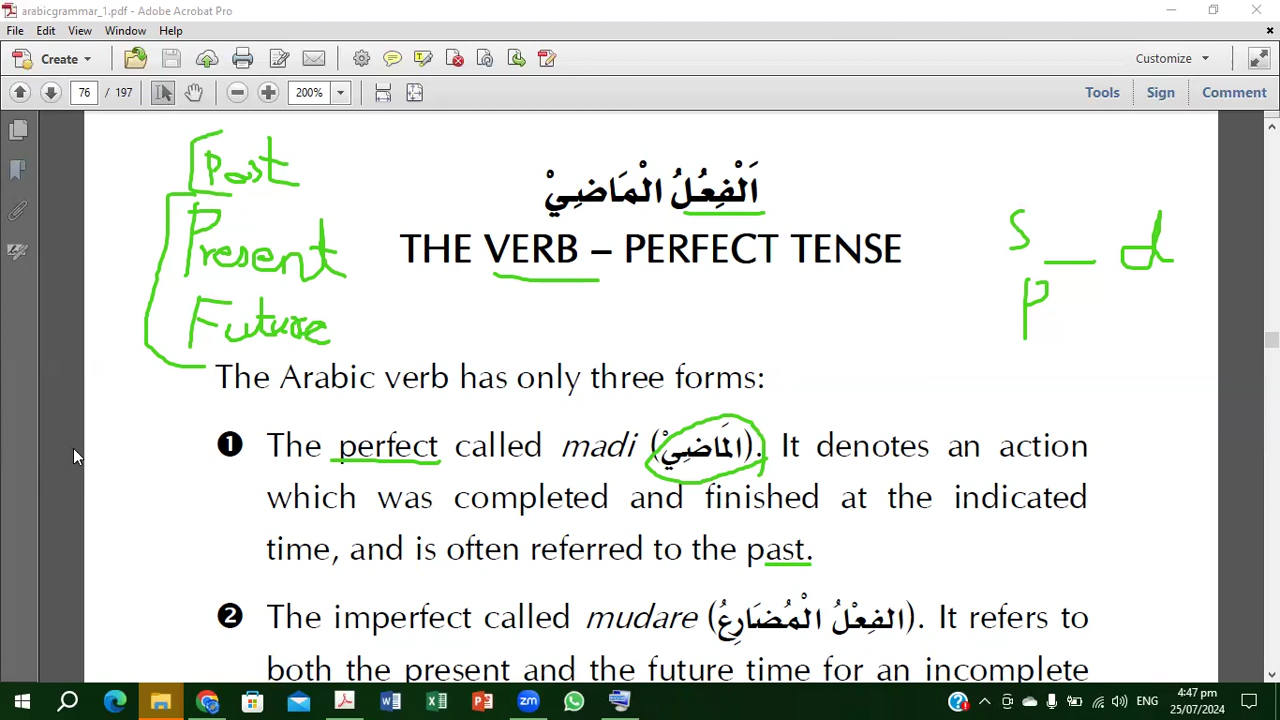 arabicgrammar_1.pdf - Adobe Acrobat Pro
File Edit View Window Help
Create Customize
76 / 197 200% Tools Sign Comment
Past
Present
Future
S _ d
P
اَلْفِعُلُ الْمَاضِيْ
THE VERB – PERFECT TENSE
The Arabic verb has only three forms:
❶ The perfect called madi (المَاضِيْ). It denotes an action
which was completed and finished at the indicated
time, and is often referred to the past.
❷ The imperfect called mudare (الفِعْلُ الْمُضَارِعُ). It refers to
both the present and the future time for an incomplete
ENG 4:47 pm
25/07/2024